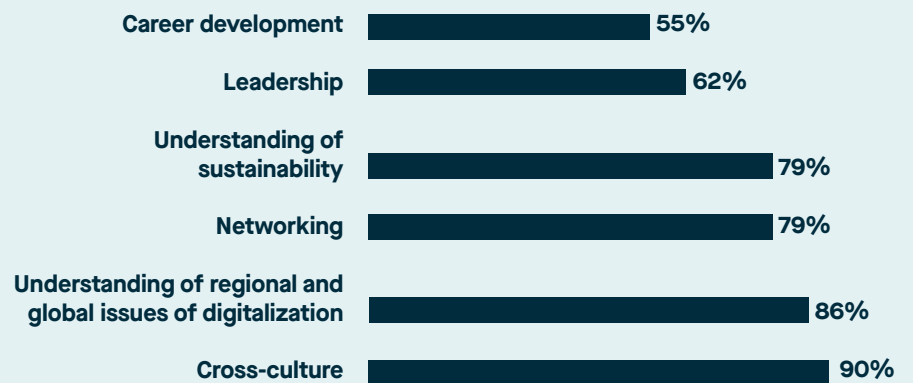 Career development 55%
Leadership 62%
Understanding of
sustainability 79%
Networking 79%
Understanding of regional and
global issues of digitalization 86%
Cross-culture 90%